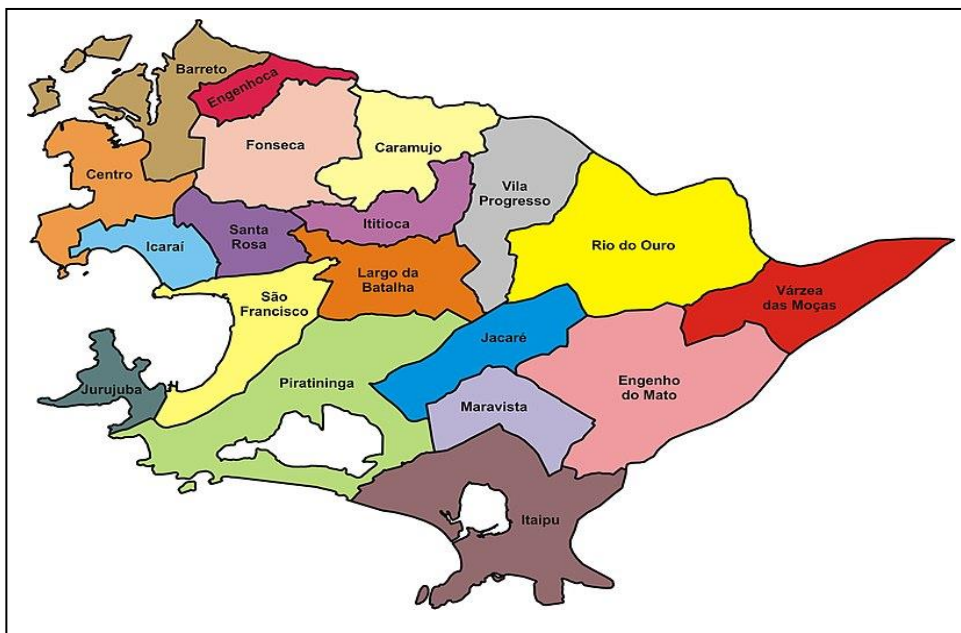 Barreto
Engenhoca
Fonseca
Caramujo
Centro
Vila
Progresso
Ititioca
Santa
Rosa
Icaraí
Rio do Ouro
Largo da
Batalha
São
Francisco
Várzea
das Moças
Jacaré
Jurujuba
Piratininga
Engenho
do Mato
Maravista
Itaipu